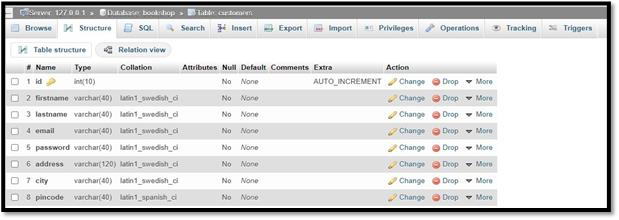 Server: 127.0.0.1 » Database: bookshop » Table: customers
Browse Structure SQL Search Insert Export Import Privileges Operations Tracking Triggers
Table structure Relation view
# Name Type Collation Attributes Null Default Comments Extra Action
1 id int(10) No None AUTO_INCREMENT Change Drop More
2 firstname varchar(40) latin1_swedish_ci No None Change Drop More
3 lastname varchar(40) latin1_swedish_ci No None Change Drop More
4 email varchar(40) latin1_swedish_ci No None Change Drop More
5 password varchar(40) latin1_swedish_ci No None Change Drop More
6 address varchar(120) latin1_swedish_ci No None Change Drop More
7 city varchar(40) latin1_swedish_ci No None Change Drop More
8 pincode varchar(40) latin1_spanish_ci No None Change Drop More